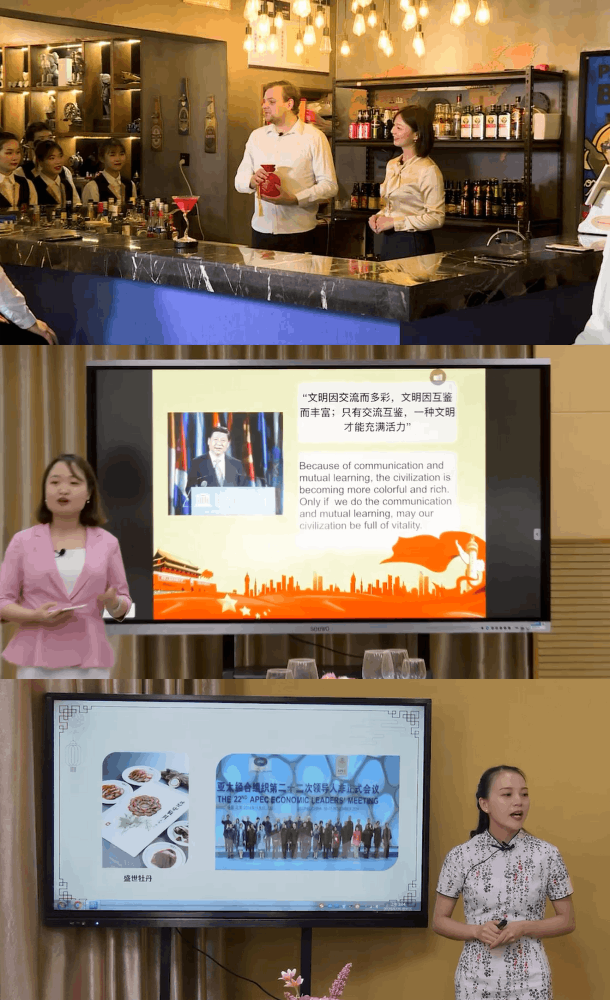 “文明因交流而多彩，文明因互鉴
而丰富；只有交流互鉴，一种文明
才能充满活力”
Because of communication and
mutual learning, the civilization is
becoming more colorful and rich.
Only if we do the communication
and mutual learning, may our
civilization be full of vitality.
seewo
APEC
亚太经合组织第二十二次领导人非正式会议
THE 22ND APEC ECONOMIC LEADERS' MEETING
盛世牡丹